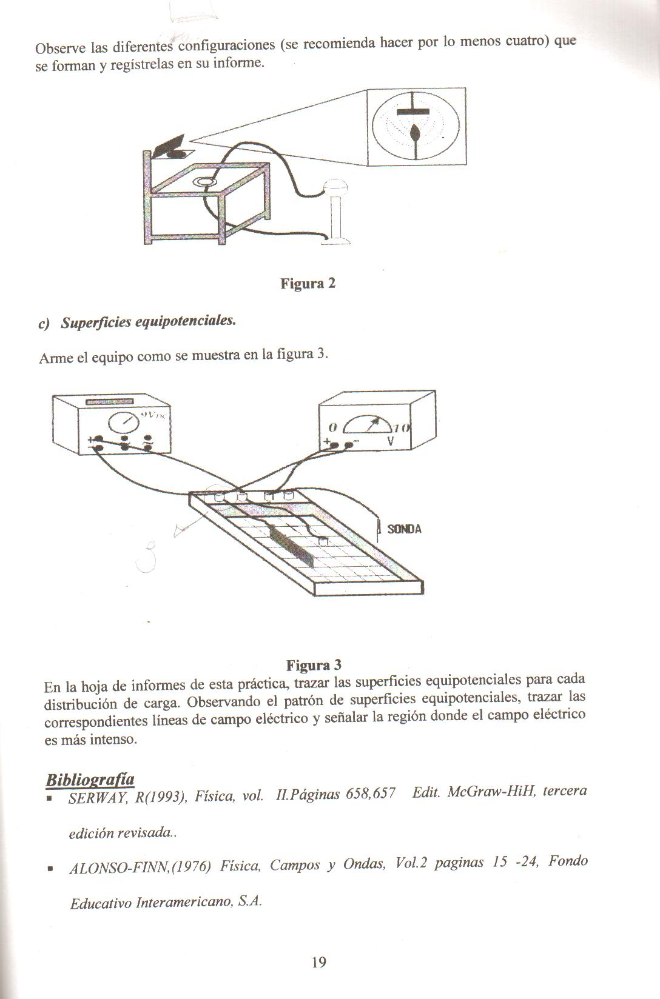 Observe las diferentes configuraciones (se recomienda hacer por lo menos cuatro) que
se forman y regístrelas en su informe.
Figura 2
c) Superficies equipotenciales.
Arme el equipo como se muestra en la figura 3.
9VDC
+
−
0
10
+
-
V
SONDA
3
Figura 3
En la hoja de informes de esta práctica, trazar las superficies equipotenciales para cada
distribución de carga. Observando el patrón de superficies equipotenciales, trazar las
correspondientes líneas de campo eléctrico y señalar la región donde el campo eléctrico
es más intenso.
Bibliografía
▪ SERWAY, R(1993), Física, vol. II.Páginas 658,657 Edit. McGraw-HiH, tercera
edición revisada..
▪ ALONSO-FINN,(1976) Física, Campos y Ondas, Vol.2 paginas 15 -24, Fondo
Educativo Interamericano, S.A.
19